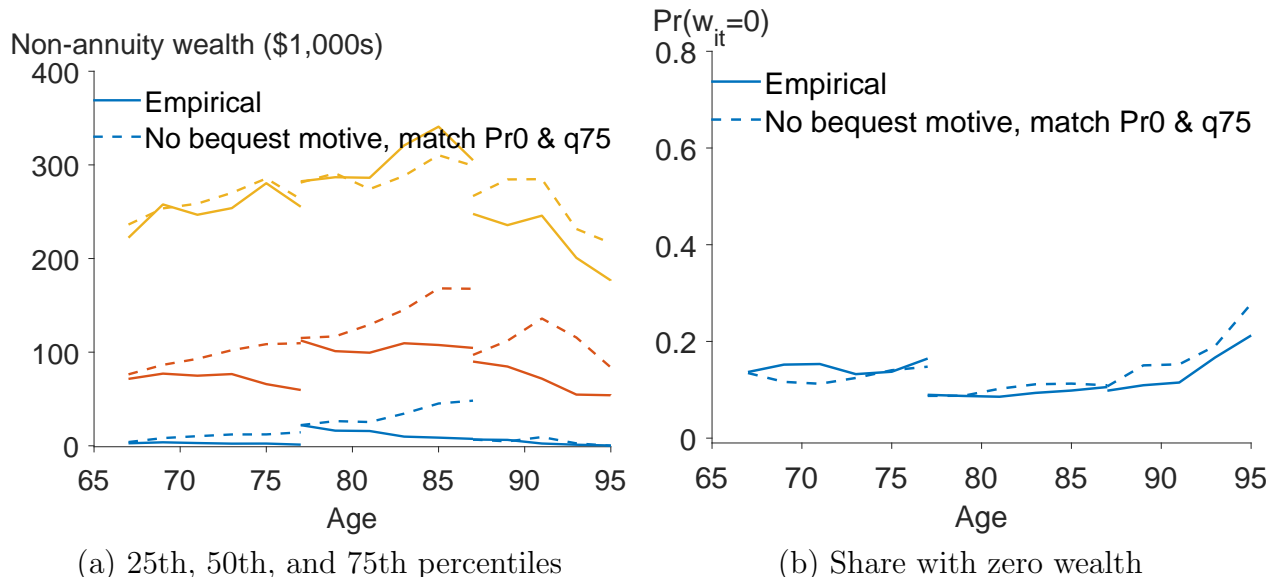 Non-annuity wealth ($1,000s)
400
300
200
100
0
Empirical
No bequest motive, match Pr0 & q75
65 70 75 80 85 90 95
Age
(a) 25th, 50th, and 75th percentiles
Pr(w_it=0)
0.8
0.6
0.4
0.2
0
Empirical
No bequest motive, match Pr0 & q75
65 70 75 80 85 90 95
Age
(b) Share with zero wealth